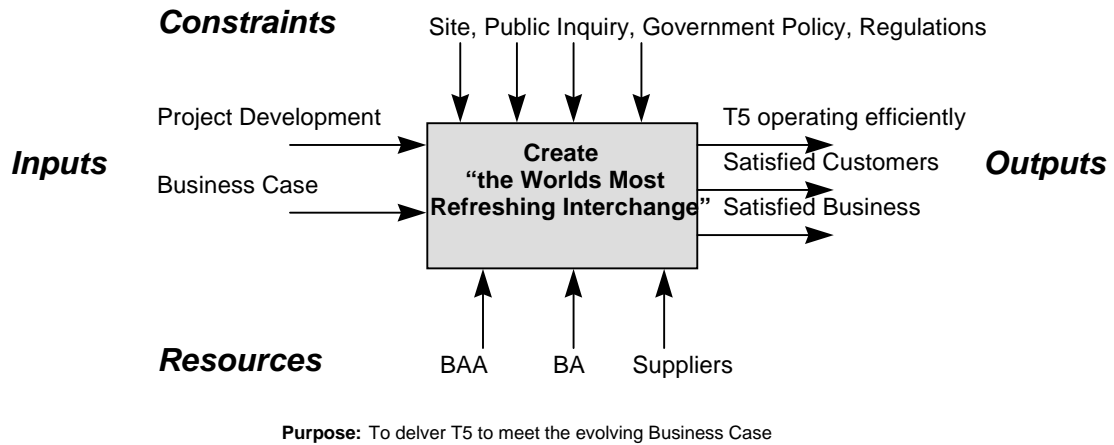 Constraints
Site, Public Inquiry, Government Policy, Regulations
Project Development
T5 operating efficiently
Inputs
Create
“the Worlds Most
Refreshing Interchange”
Satisfied Customers
Outputs
Business Case
Satisfied Business
Resources
BAA
BA
Suppliers
Purpose: To delver T5 to meet the evolving Business Case